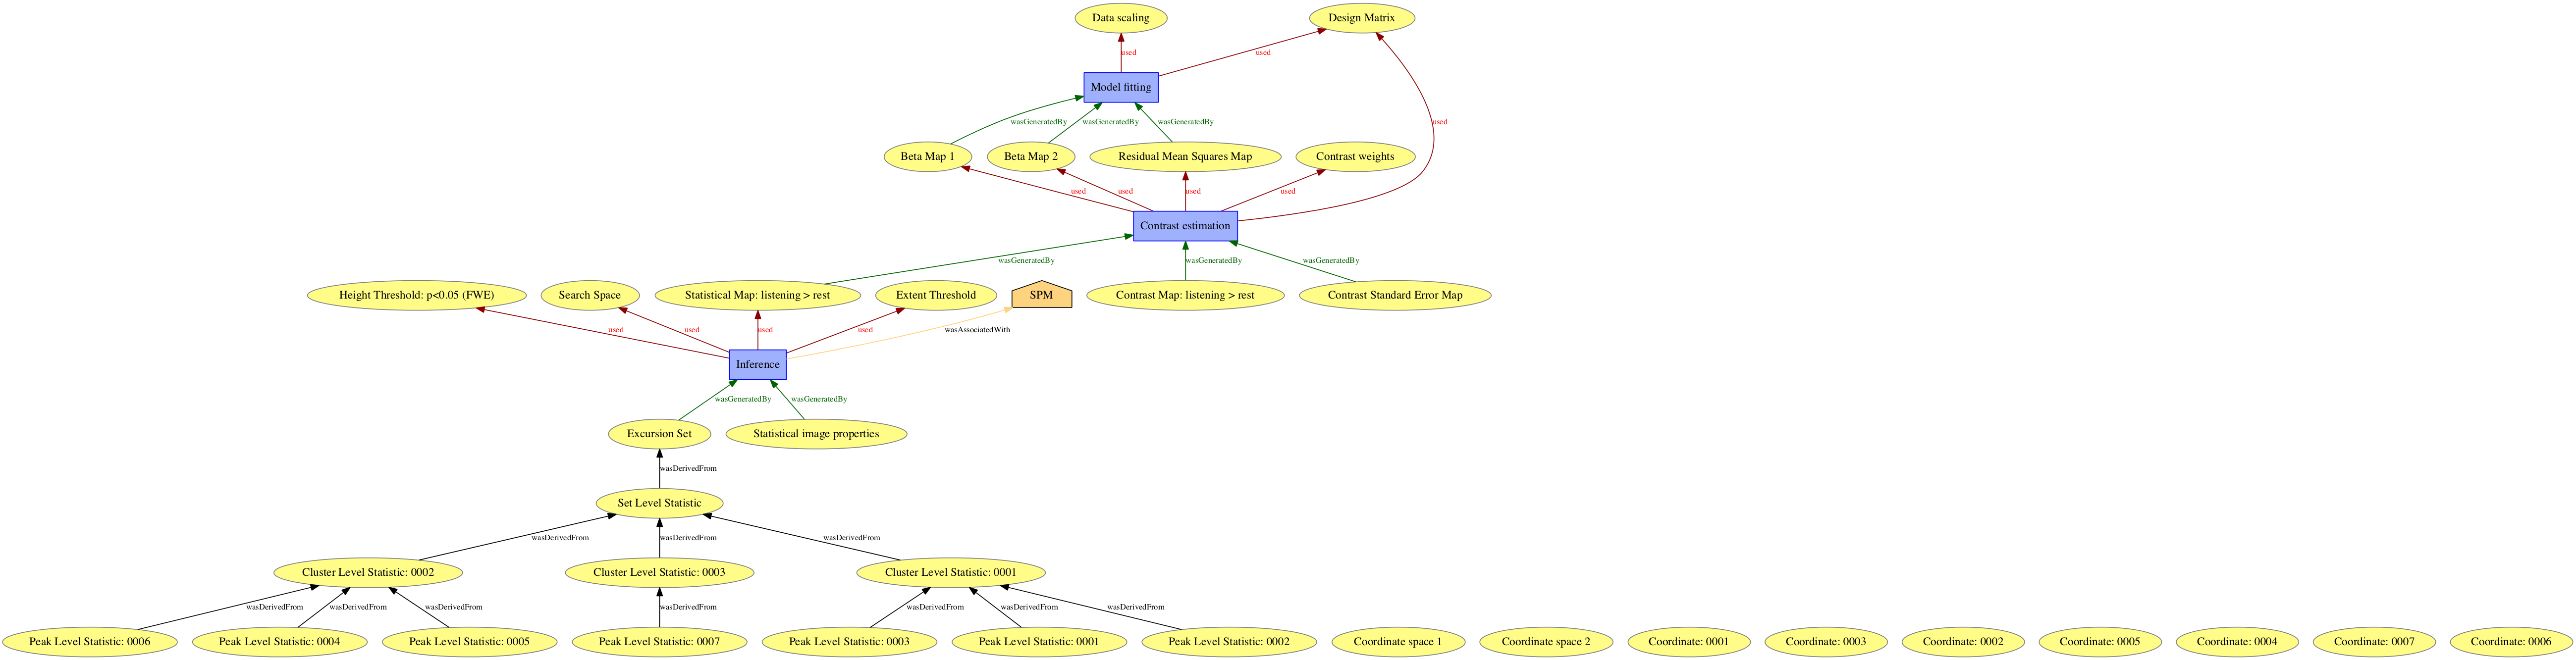 Data scaling
Design Matrix
used
used
Model fitting
wasGeneratedBy
wasGeneratedBy
wasGeneratedBy
used
Beta Map 1
Beta Map 2
Residual Mean Squares Map
Contrast weights
used
used
used
used
Contrast estimation
wasGeneratedBy
wasGeneratedBy
wasGeneratedBy
Height Threshold: p<0.05 (FWE)
Search Space
Statistical Map: listening > rest
Extent Threshold
SPM
Contrast Map: listening > rest
Contrast Standard Error Map
used
used
used
used
wasAssociatedWith
Inference
wasGeneratedBy
wasGeneratedBy
Excursion Set
Statistical image properties
wasDerivedFrom
Set Level Statistic
wasDerivedFrom
wasDerivedFrom
wasDerivedFrom
Cluster Level Statistic: 0002
Cluster Level Statistic: 0003
Cluster Level Statistic: 0001
wasDerivedFrom
wasDerivedFrom
wasDerivedFrom
wasDerivedFrom
wasDerivedFrom
wasDerivedFrom
wasDerivedFrom
Peak Level Statistic: 0006
Peak Level Statistic: 0004
Peak Level Statistic: 0005
Peak Level Statistic: 0007
Peak Level Statistic: 0003
Peak Level Statistic: 0001
Peak Level Statistic: 0002
Coordinate space 1
Coordinate space 2
Coordinate: 0001
Coordinate: 0003
Coordinate: 0002
Coordinate: 0005
Coordinate: 0004
Coordinate: 0007
Coordinate: 0006